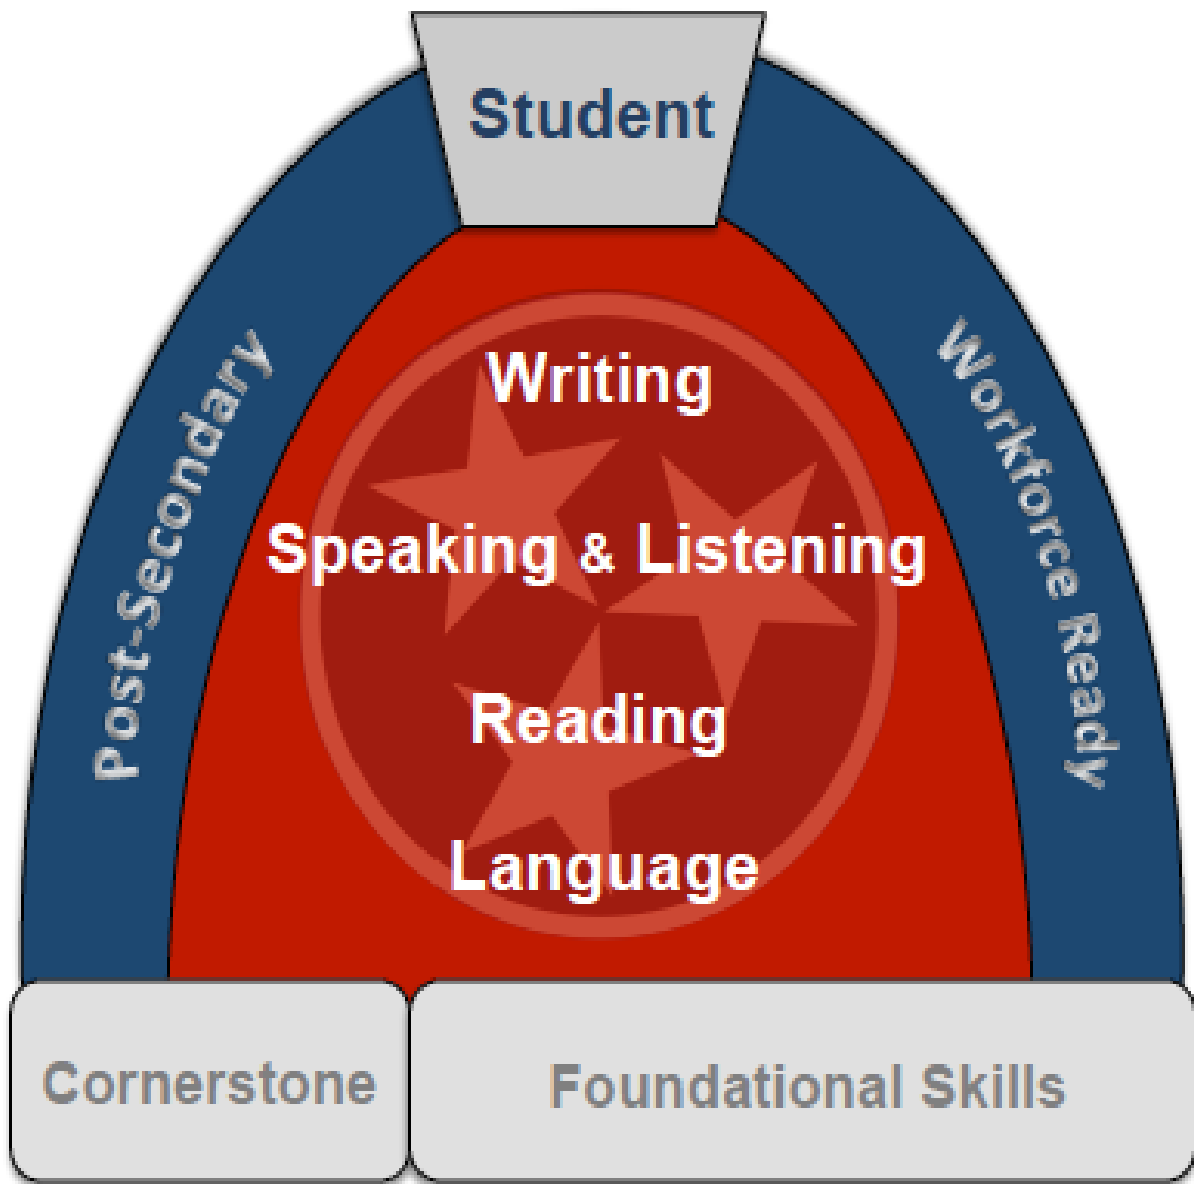 Student
Writing
Speaking & Listening
Reading
Language
Post-Secondary
Workforce Ready
Cornerstone
Foundational Skills